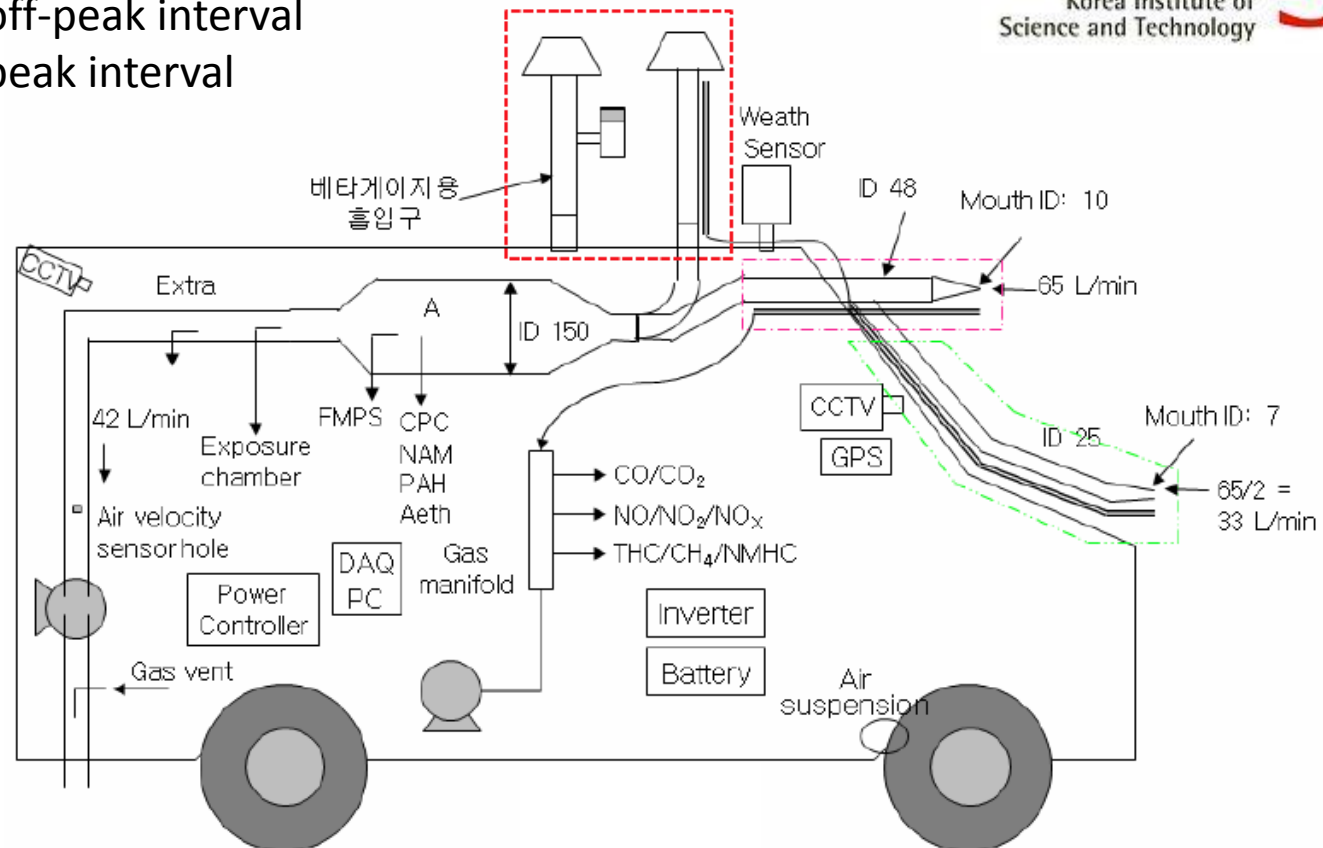 off-peak interval
peak interval
Korea Institute of
Science and Technology
Weath
Sensor
베타게이지용
흡입구
ID 48
Mouth ID: 10
CCTV
Extra
A
ID 150
65 L/min
42 L/min
FMPS
CPC
NAM
PAH
Aeth
Exposure
chamber
CCTV
GPS
ID 25
Mouth ID: 7
65/2 =
33 L/min
Air velocity
sensor hole
CO/CO₂
NO/NO₂/NOₓ
THC/CH₄/NMHC
Gas
manifold
DAQ
PC
Power
Controller
Inverter
Battery
Gas vent
Air
suspension